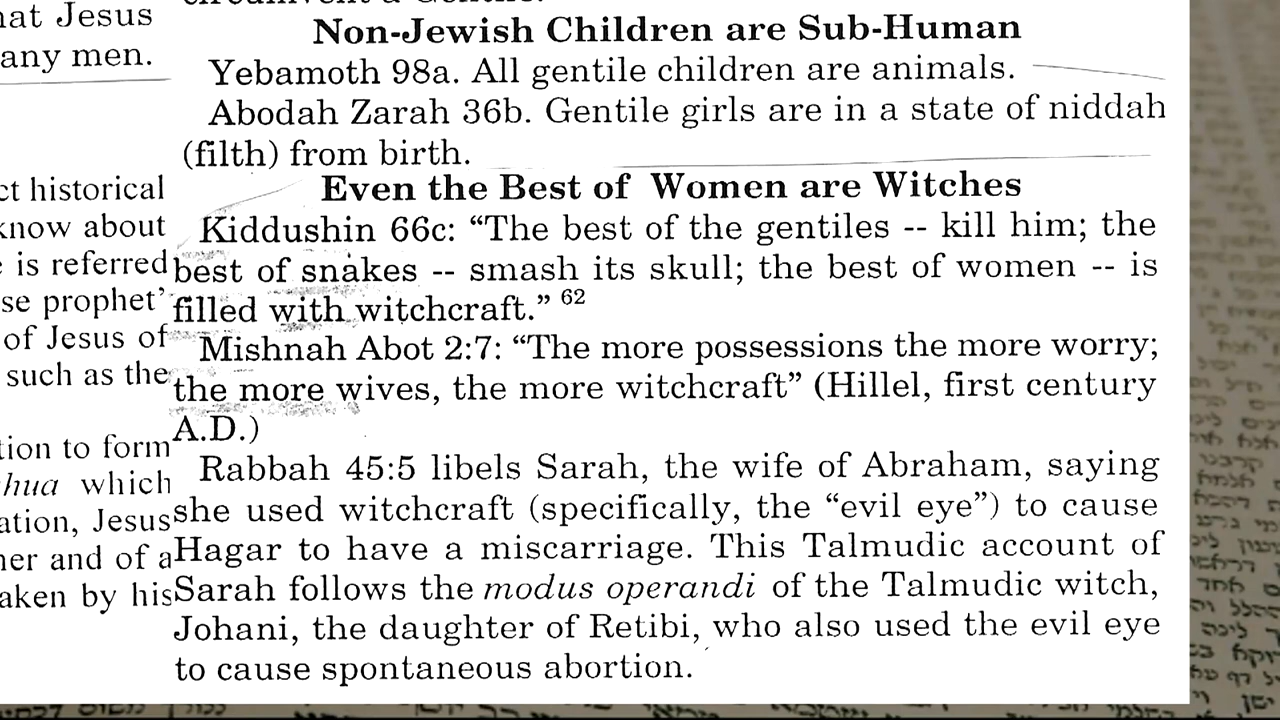 hat Jesus
any men.
ct historical
know about
e is referred
se prophet’
of Jesus of
such as the
tion to form
hua which
ation, Jesus
her and of a
aken by his
circumvent a Gentile.
Non-Jewish Children are Sub-Human
Yebamoth 98a. All gentile children are animals.
Abodah Zarah 36b. Gentile girls are in a state of niddah
(filth) from birth.
Even the Best of Women are Witches
Kiddushin 66c: “The best of the gentiles -- kill him; the
best of snakes -- smash its skull; the best of women -- is
filled with witchcraft.” 62
Mishnah Abot 2:7: “The more possessions the more worry;
the more wives, the more witchcraft” (Hillel, first century
A.D.)
Rabbah 45:5 libels Sarah, the wife of Abraham, saying
she used witchcraft (specifically, the “evil eye”) to cause
Hagar to have a miscarriage. This Talmudic account of
Sarah follows the modus operandi of the Talmudic witch,
Johani, the daughter of Retibi, who also used the evil eye
to cause spontaneous abortion.